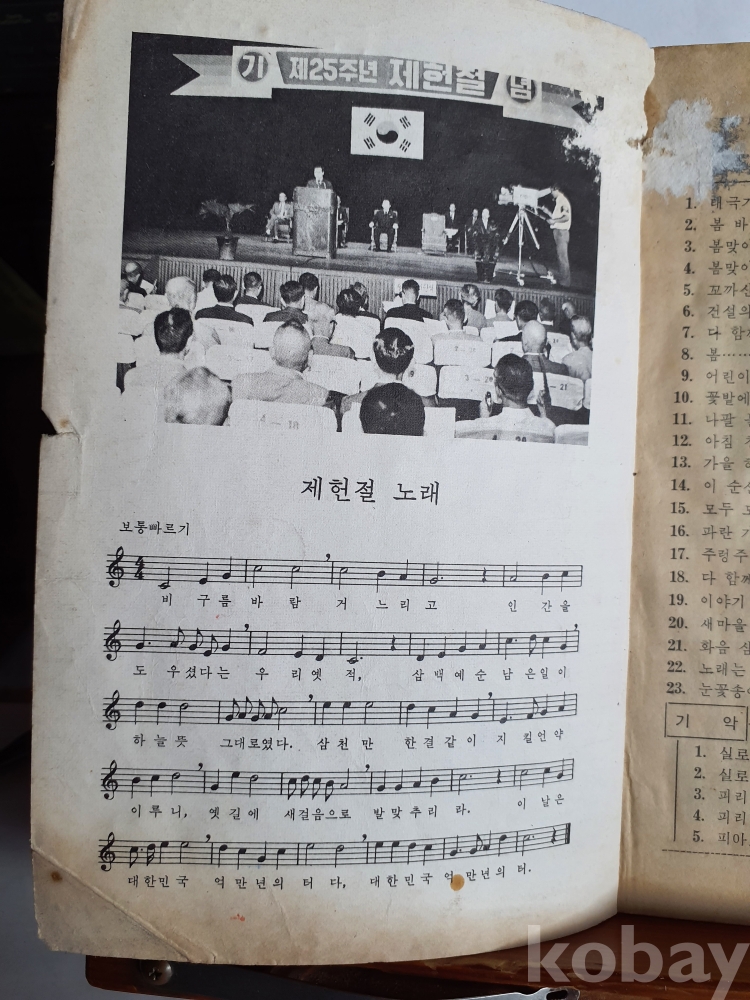 기 제25주년 제헌절 념
4-18
3-20
21
20
제헌절 노래
보통빠르기
4
4
비 구름 바 람 거 느리 고 인 간을
도 우셨다는 우 리 옛 적, 삼 백 예순 남 은일 이
하 늘 뜻 그대로였다. 삼 천 만 한 결 같 이 지 킬 언 약
이 루 니, 옛 길 에 새걸음으로 발 맞 추 리 라. 이 날 은
대 한 민 국 억 만 년의 터 다, 대 한 민 국 억 만 년 의 터.
1. 태극기
2. 봄 바
3. 봄맞이
4. 봄맞이
5. 꼬까신
6. 전설의
7. 다 함께
8. 봄……
9. 어린이
10. 꽃밭에
11. 나팔
12. 아침
13. 가을
14. 이 순신
15. 모두
16. 파란
17. 주렁주
18. 다 함께
19. 이야기
20. 새마을
21. 화음
22. 노래는
23. 눈꽃송이
기 악
1. 실로
2. 실로
3. 피리
4. 피리
5. 피아
kobay